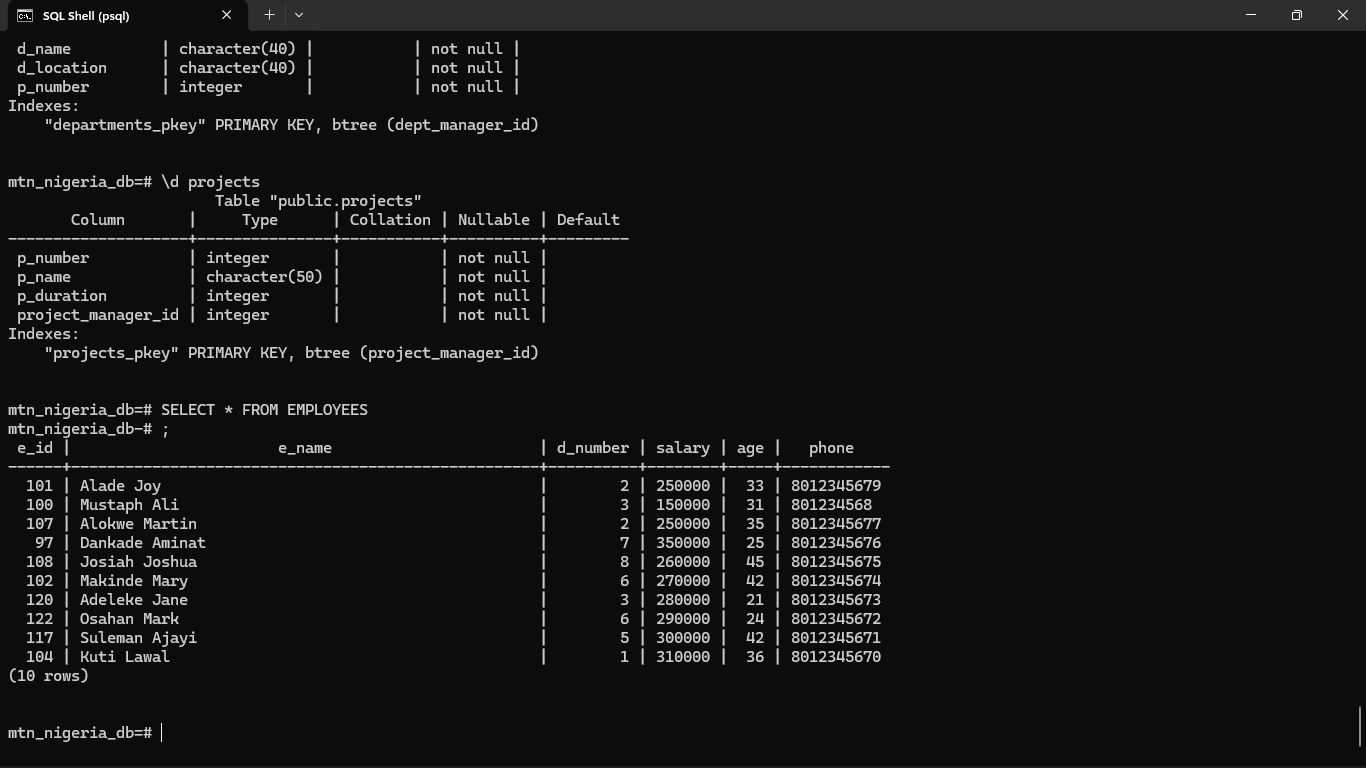 SQL Shell (psql)
 d_name          | character(40) |           | not null |
 d_location      | character(40) |           | not null |
 p_number        | integer       |           | not null |
Indexes:
    "departments_pkey" PRIMARY KEY, btree (dept_manager_id)
mtn_nigeria_db=# \d projects
                       Table "public.projects"
       Column       |     Type      | Collation | Nullable | Default
--------------------+---------------+-----------+----------+---------
 p_number           | integer       |           | not null |
 p_name             | character(50) |           | not null |
 p_duration         | integer       |           | not null |
 project_manager_id | integer       |           | not null |
Indexes:
    "projects_pkey" PRIMARY KEY, btree (project_manager_id)
mtn_nigeria_db=# SELECT * FROM EMPLOYEES
mtn_nigeria_db-# ;
 e_id |                       e_name                       | d_number | salary | age |   phone
------+----------------------------------------------------+----------+--------+-----+------------
  101 | Alade Joy                                          |        2 | 250000 |  33 | 8012345679
  100 | Mustaph Ali                                        |        3 | 150000 |  31 | 801234568
  107 | Alokwe Martin                                      |        2 | 250000 |  35 | 8012345677
   97 | Dankade Aminat                                     |        7 | 350000 |  25 | 8012345676
  108 | Josiah Joshua                                      |        8 | 260000 |  45 | 8012345675
  102 | Makinde Mary                                       |        6 | 270000 |  42 | 8012345674
  120 | Adeleke Jane                                       |        3 | 280000 |  21 | 8012345673
  122 | Osahan Mark                                        |        6 | 290000 |  24 | 8012345672
  117 | Suleman Ajayi                                      |        5 | 300000 |  42 | 8012345671
  104 | Kuti Lawal                                         |        1 | 310000 |  36 | 8012345670
(10 rows)
mtn_nigeria_db=#